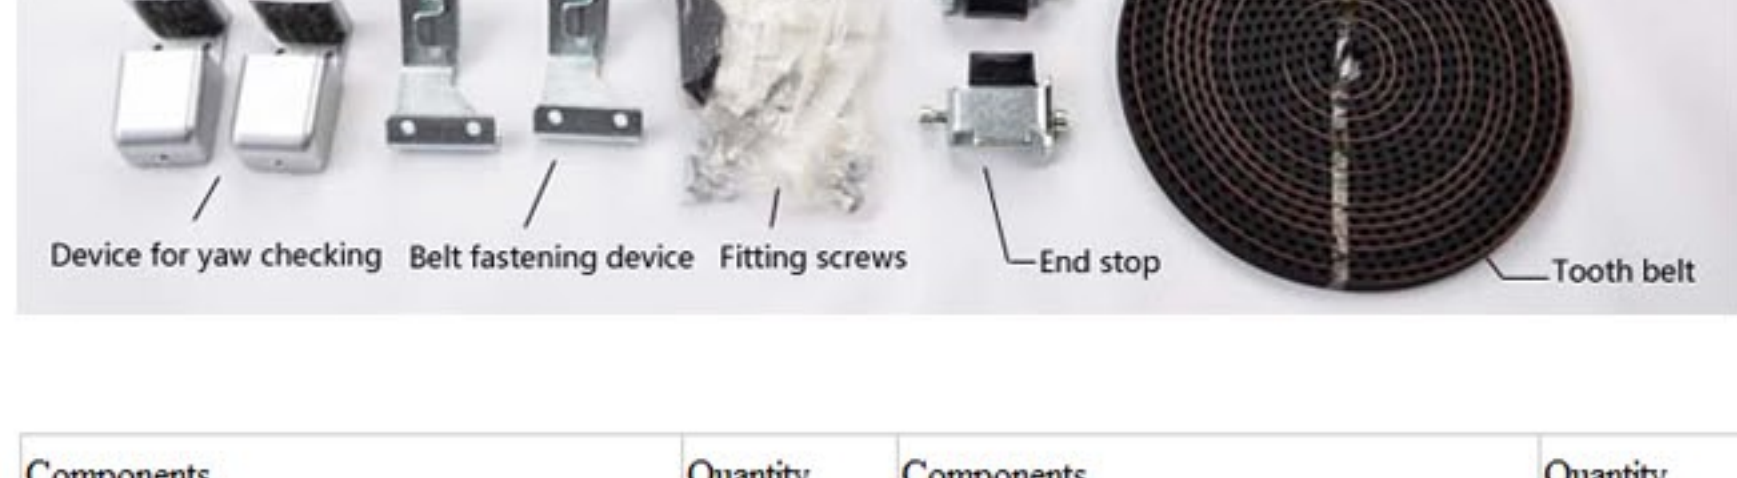 Device for yaw checking
Belt fastening device
Fitting screws
End stop
Tooth belt
Components
Quantity
Components
Quantity